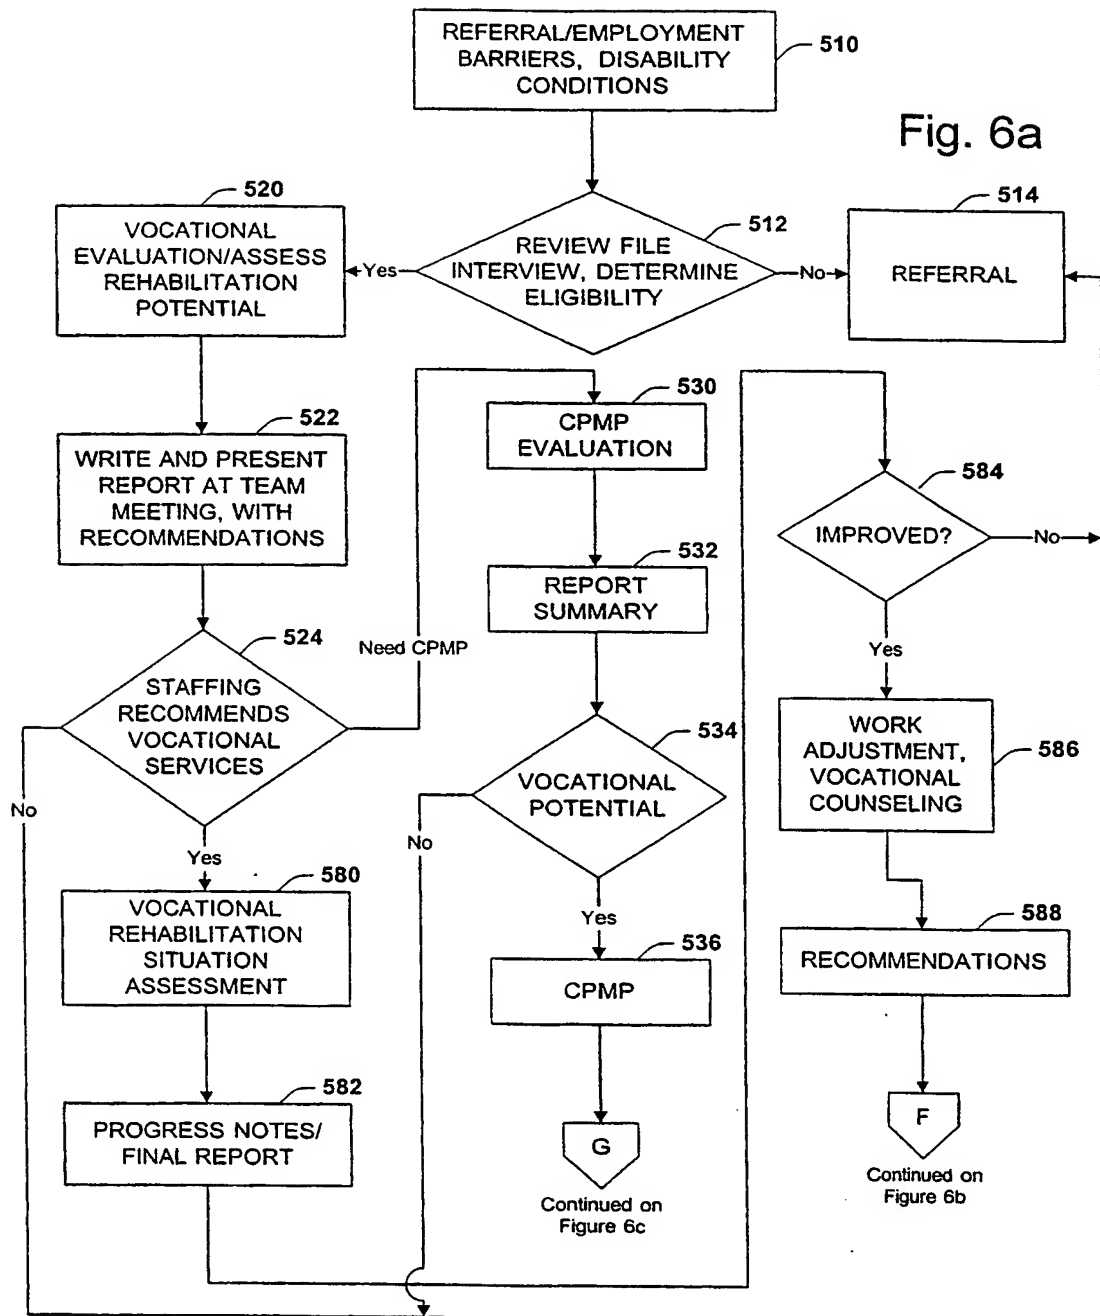 REFERRAL/EMPLOYMENT
BARRIERS, DISABILITY
CONDITIONS
510
Fig. 6a
520
VOCATIONAL
EVALUATION/ASSESS
REHABILITATION
POTENTIAL
Yes
512
REVIEW FILE
INTERVIEW, DETERMINE
ELIGIBILITY
No
514
REFERRAL
522
WRITE AND PRESENT
REPORT AT TEAM
MEETING, WITH
RECOMMENDATIONS
524
STAFFING
RECOMMENDS
VOCATIONAL
SERVICES
Need CPMP
No
Yes
580
VOCATIONAL
REHABILITATION
SITUATION
ASSESSMENT
582
PROGRESS NOTES/
FINAL REPORT
530
CPMP
EVALUATION
532
REPORT
SUMMARY
534
VOCATIONAL
POTENTIAL
No
Yes
536
CPMP
G
Continued on
Figure 6c
584
IMPROVED?
No
Yes
WORK
ADJUSTMENT,
VOCATIONAL
COUNSELING
586
588
RECOMMENDATIONS
F
Continued on
Figure 6b